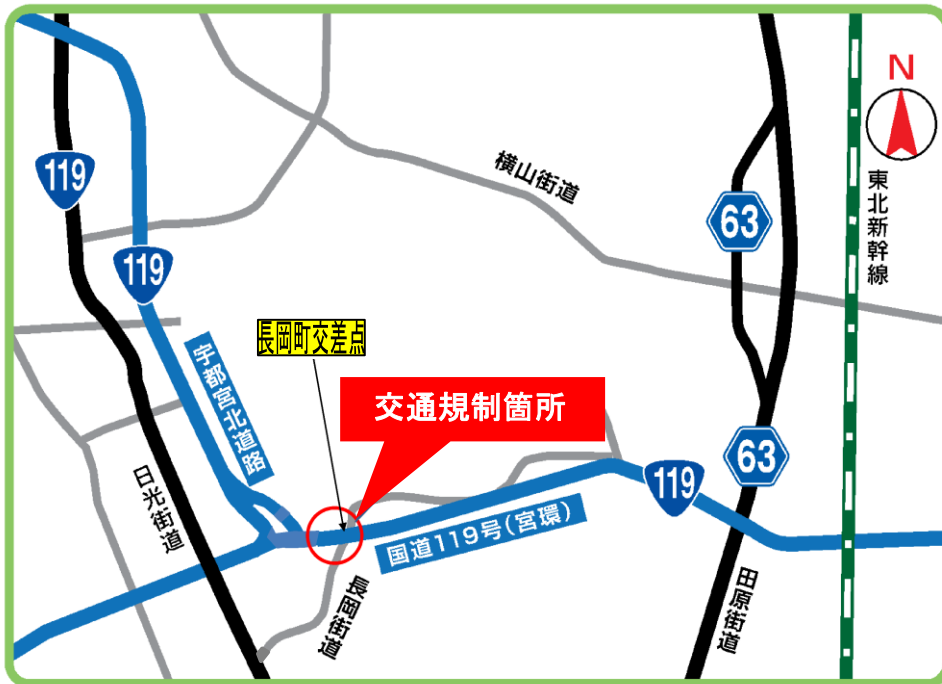 N
119
横山街道
東北新幹線
63
119
長岡町交差点
宇都宮北道路
交通規制箇所
日光街道
63
119
国道119号(宮環)
長岡街道
田原街道